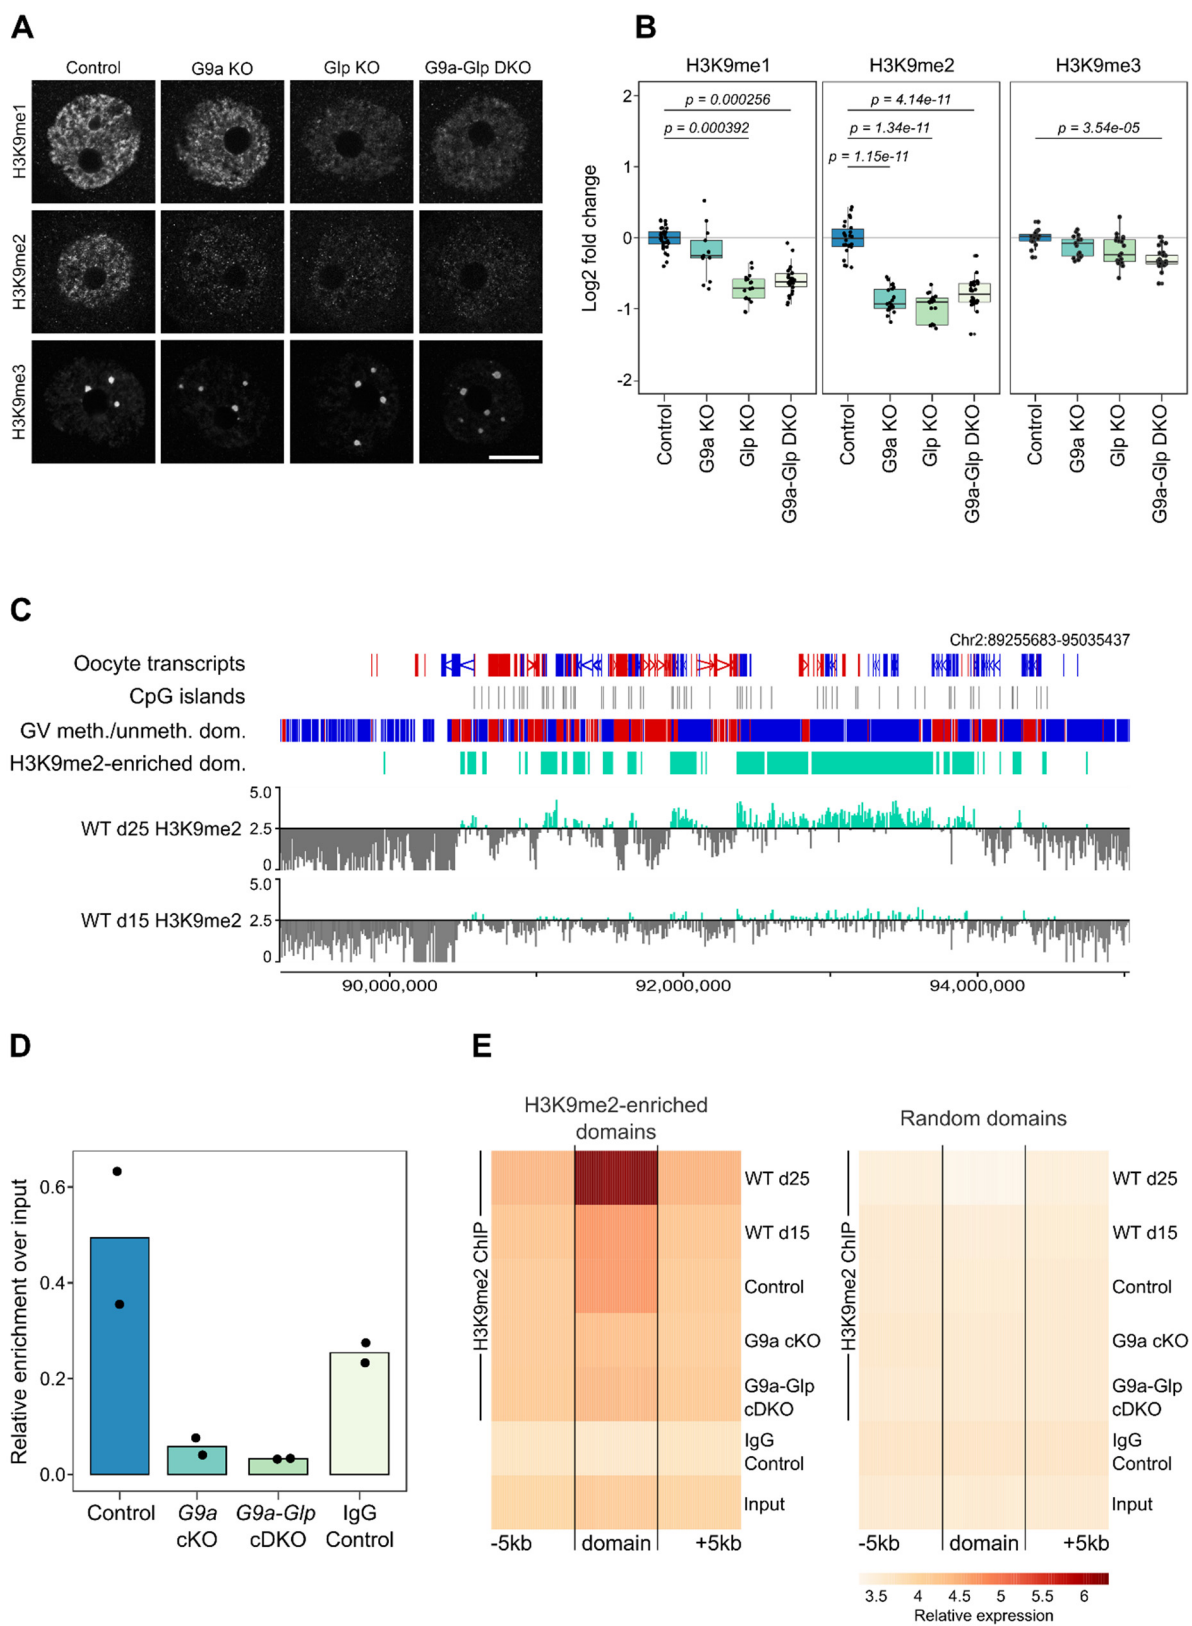 A
Control
G9a KO
Glp KO
G9a-Glp DKO
H3K9me1
H3K9me2
H3K9me3
B
H3K9me1
H3K9me2
H3K9me3
Log2 fold change
2
1
0
-1
-2
p = 0.000256
p = 0.000392
p = 4.14e-11
p = 1.34e-11
p = 1.15e-11
p = 3.54e-05
Control
G9a KO
Glp KO
G9a-Glp DKO
Control
G9a KO
Glp KO
G9a-Glp DKO
Control
G9a KO
Glp KO
G9a-Glp DKO
C
Chr2:89255683-95035437
Oocyte transcripts
CpG islands
GV meth./unmeth. dom.
H3K9me2-enriched dom.
5.0
WT d25 H3K9me2
2.5
0
5.0
WT d15 H3K9me2
2.5
0
90,000,000
92,000,000
94,000,000
D
Relative enrichment over input
0.6
0.4
0.2
0.0
Control
G9a
cKO
G9a-Glp
cDKO
IgG
Control
E
H3K9me2-enriched
domains
H3K9me2 ChIP
WT d25
WT d15
Control
G9a cKO
G9a-Glp
cDKO
IgG
Control
Input
-5kb
domain
+5kb
Random domains
H3K9me2 ChIP
WT d25
WT d15
Control
G9a cKO
G9a-Glp
cDKO
IgG
Control
Input
-5kb
domain
+5kb
3.5
4
4.5
5
5.5
6
Relative expression